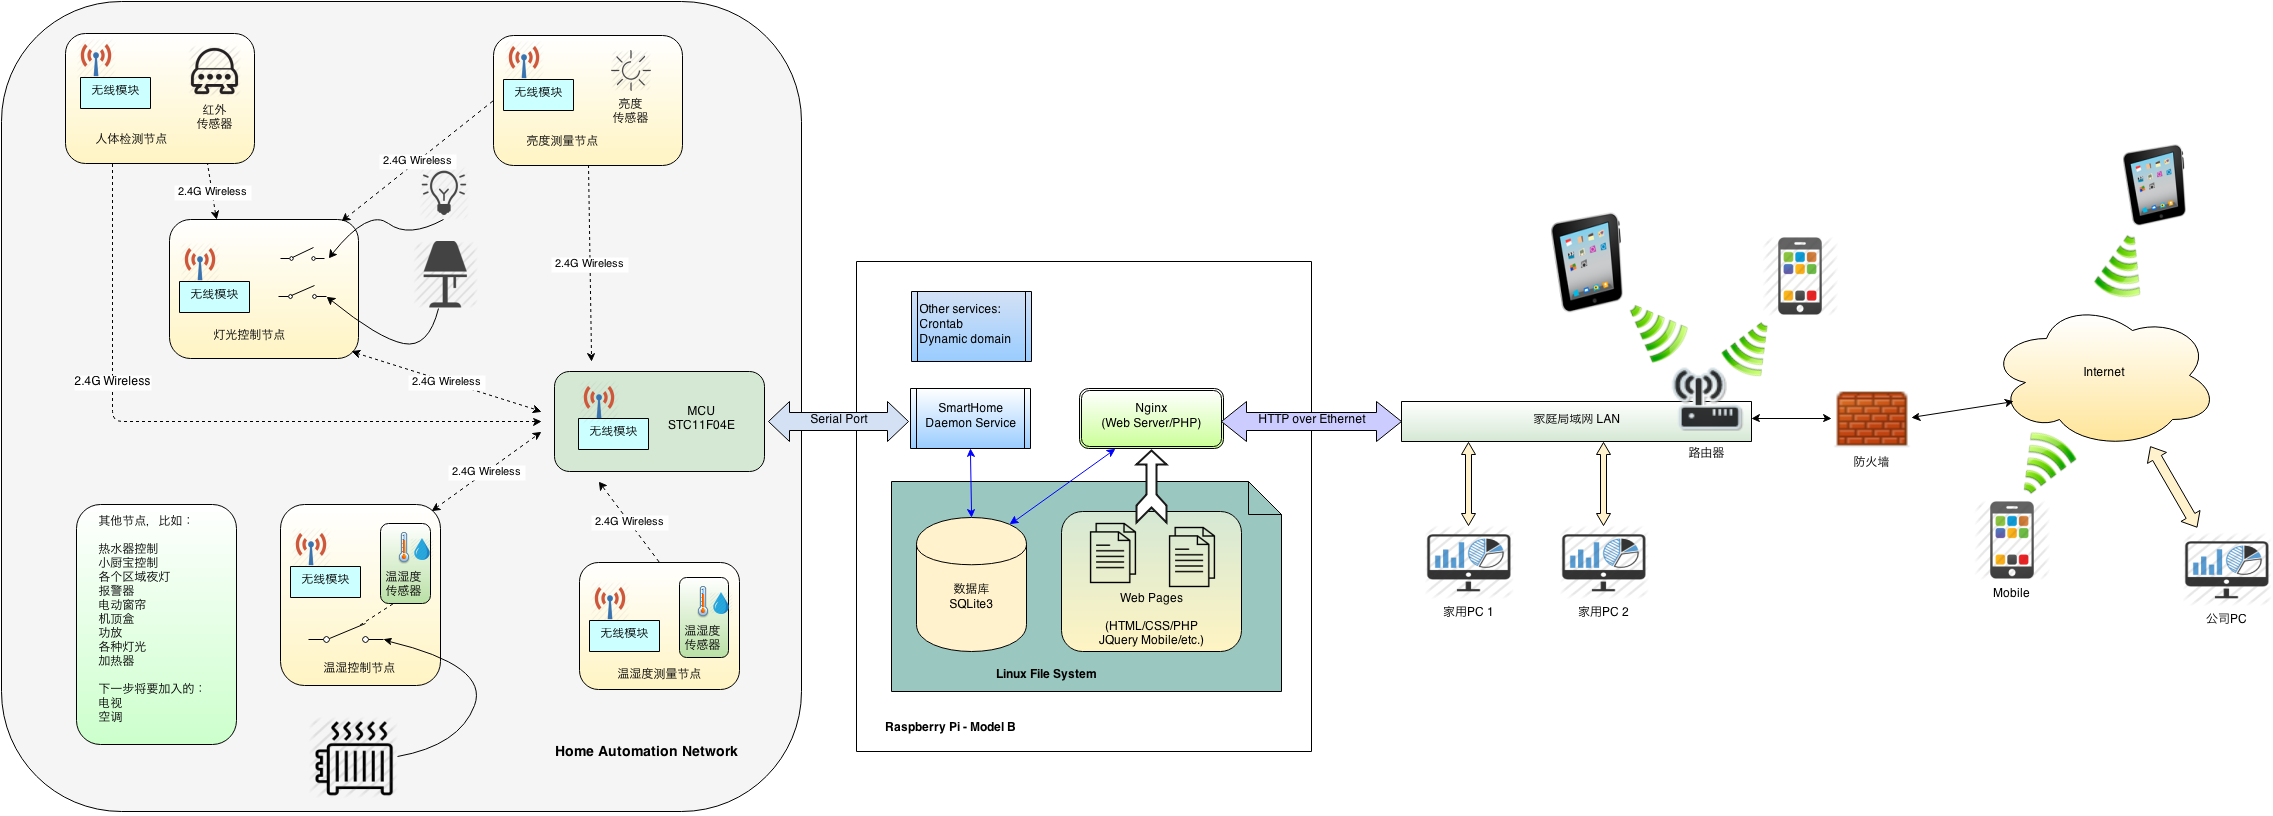 无线模块
红外
传感器
人体检测节点
无线模块
亮度
传感器
亮度测量节点
2.4G Wireless
2.4G Wireless
2.4G Wireless
2.4G Wireless
无线模块
灯光控制节点
2.4G Wireless
2.4G Wireless
2.4G Wireless
无线模块
MCU
STC11F04E
其他节点，比如：
热水器控制
小厨宝控制
各个区域夜灯
报警器
电动窗帘
机顶盒
功放
各种灯光
加热器
下一步将要加入的：
电视
空调
无线模块
温湿度
传感器
温湿控制节点
无线模块
温湿度
传感器
温湿度测量节点
Home Automation Network
Serial Port
Other services:
Crontab
Dynamic domain
SmartHome
Daemon Service
Nginx
(Web Server/PHP)
数据库
SQLite3
Web Pages
(HTML/CSS/PHP
JQuery Mobile/etc.)
Linux File System
Raspberry Pi - Model B
HTTP over Ethernet
家庭局域网 LAN
路由器
家用PC 1
家用PC 2
防火墙
Internet
Mobile
公司PC